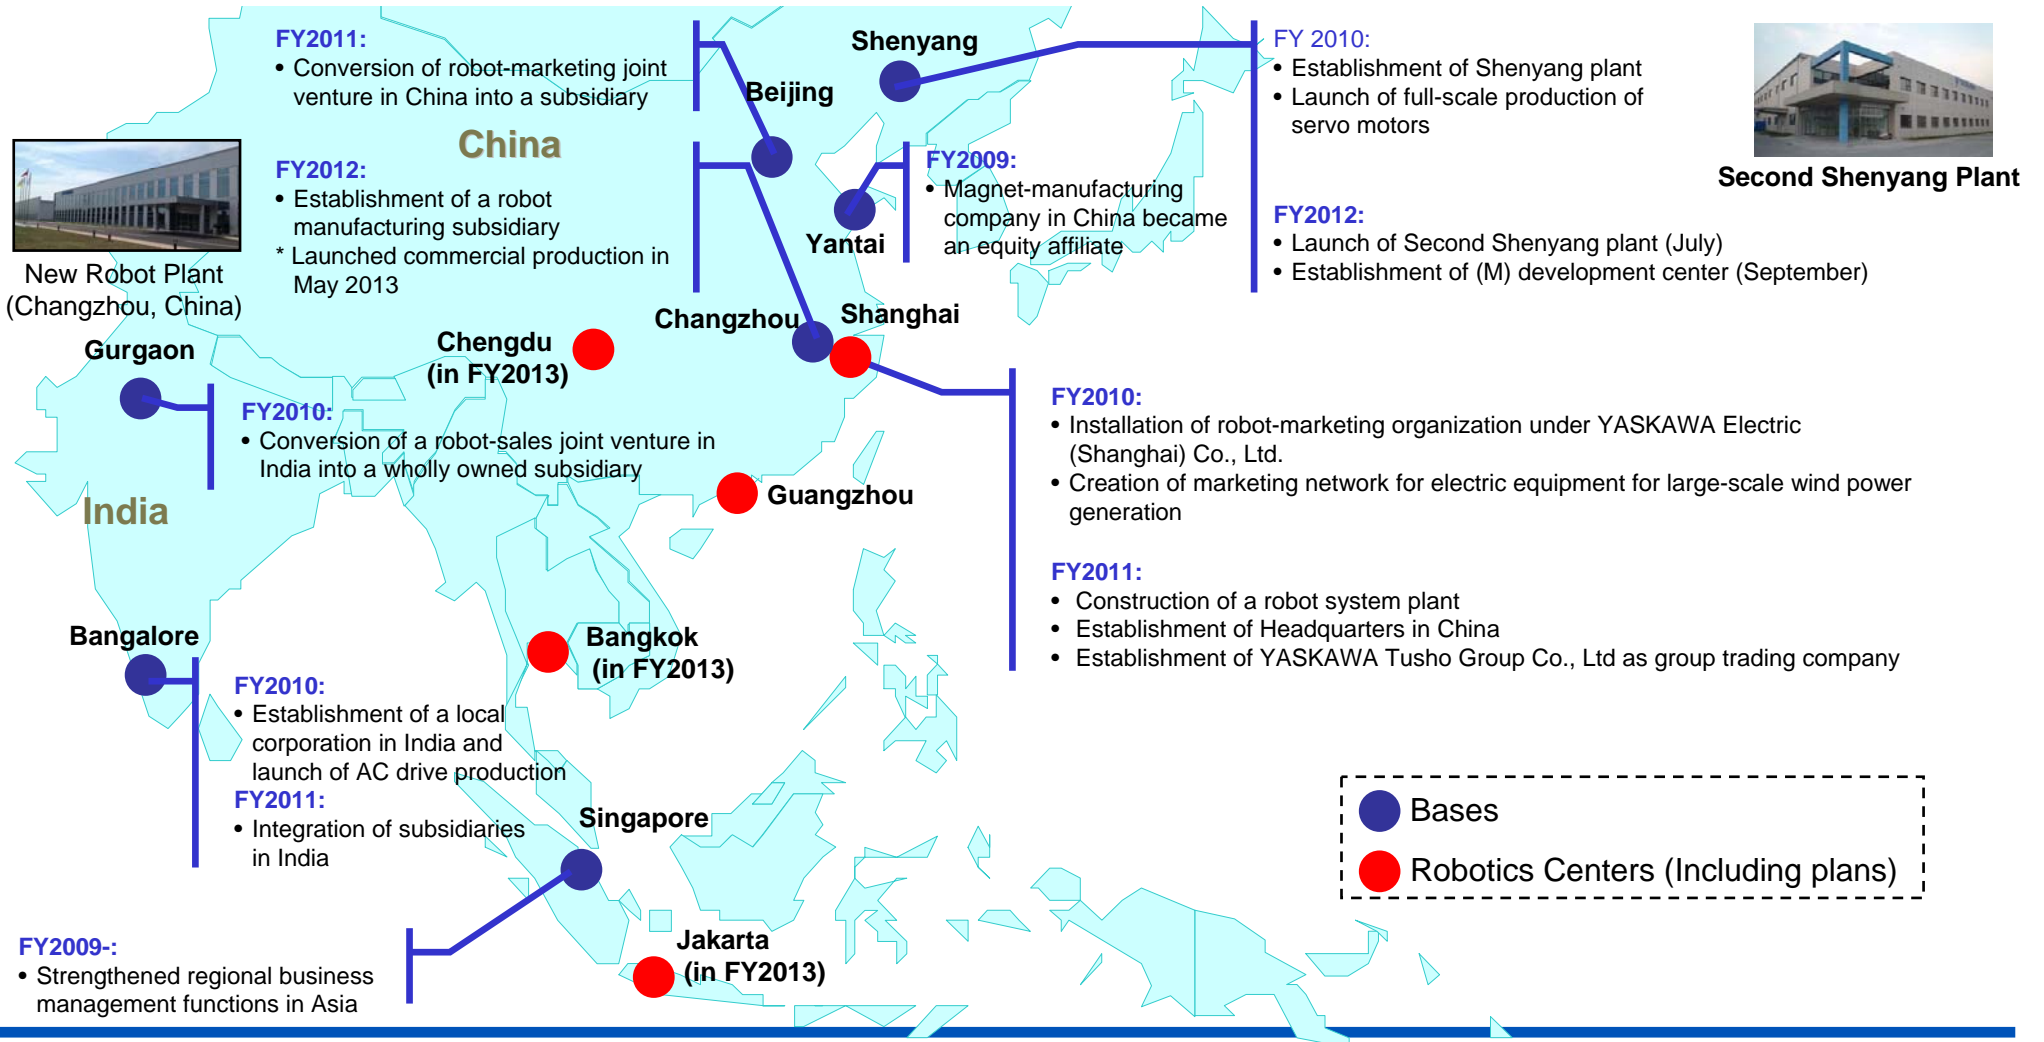 FY2011:
• Conversion of robot-marketing joint
venture in China into a subsidiary
China
FY2012:
• Establishment of a robot
manufacturing subsidiary
* Launched commercial production in
May 2013
New Robot Plant
(Changzhou, China)
Shenyang
Beijing
FY 2010:
• Establishment of Shenyang plant
• Launch of full-scale production of
servo motors
Second Shenyang Plant
FY2012:
• Launch of Second Shenyang plant (July)
• Establishment of (M) development center (September)
FY2009:
• Magnet-manufacturing
company in China became
an equity affiliate
Yantai
Changzhou
Shanghai
Chengdu
(in FY2013)
Gurgaon
FY2010:
• Conversion of a robot-sales joint venture in
India into a wholly owned subsidiary
India
Guangzhou
FY2010:
• Installation of robot-marketing organization under YASKAWA Electric
(Shanghai) Co., Ltd.
• Creation of marketing network for electric equipment for large-scale wind power
generation
FY2011:
• Construction of a robot system plant
• Establishment of Headquarters in China
• Establishment of YASKAWA Tusho Group Co., Ltd as group trading company
Bangalore
Bangkok
(in FY2013)
FY2010:
• Establishment of a local
corporation in India and
launch of AC drive production
FY2011:
• Integration of subsidiaries
in India
Singapore
FY2009-:
• Strengthened regional business
management functions in Asia
Jakarta
(in FY2013)
Bases
Robotics Centers (Including plans)